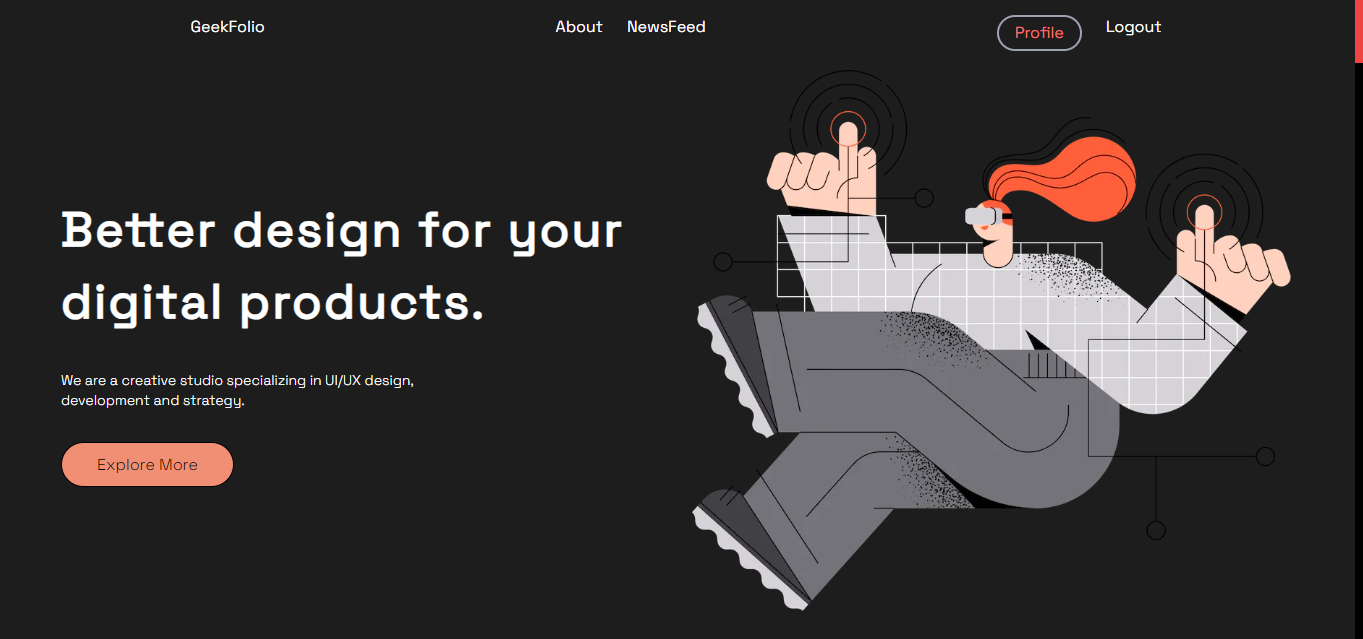 GeekFolio About NewsFeed Profile Logout
Better design for your
digital products.
We are a creative studio specializing in UI/UX design,
development and strategy.
Explore More